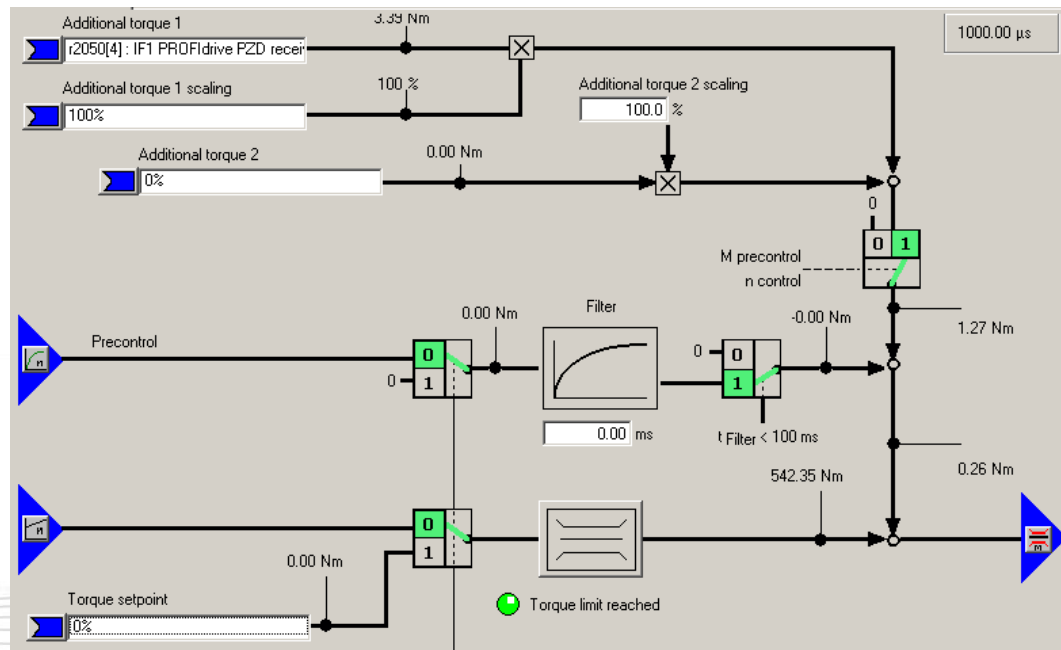 Additional torque 1
3.39 Nm
1000.00 µs
r2050[4] : IF1 PROFIdrive PZD recei
Additional torque 1 scaling
100 %
Additional torque 2 scaling
100%
100.0 %
Additional torque 2
0.00 Nm
0%
0
0 1
M precontrol
n control
Precontrol
0.00 Nm
Filter
-0.00 Nm
1.27 Nm
0
0 1
0 0
1
0.00 ms
t Filter < 100 ms
0.26 Nm
542.35 Nm
0
1
0.00 Nm
Torque setpoint
0%
Torque limit reached
M
M
M